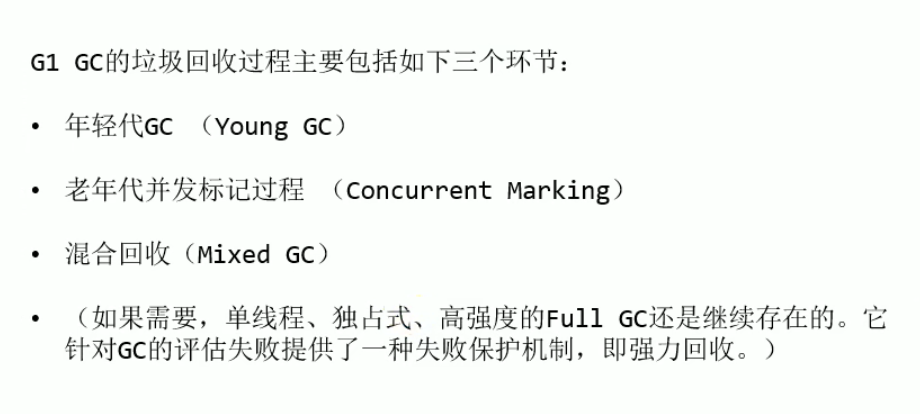 G1 GC的垃圾回收过程主要包括如下三个环节：
• 年轻代GC （Young GC）
• 老年代并发标记过程 （Concurrent Marking）
• 混合回收（Mixed GC）
• （如果需要，单线程、独占式、高强度的Full GC还是继续存在的。它
针对GC的评估失败提供了一种失败保护机制，即强力回收。）